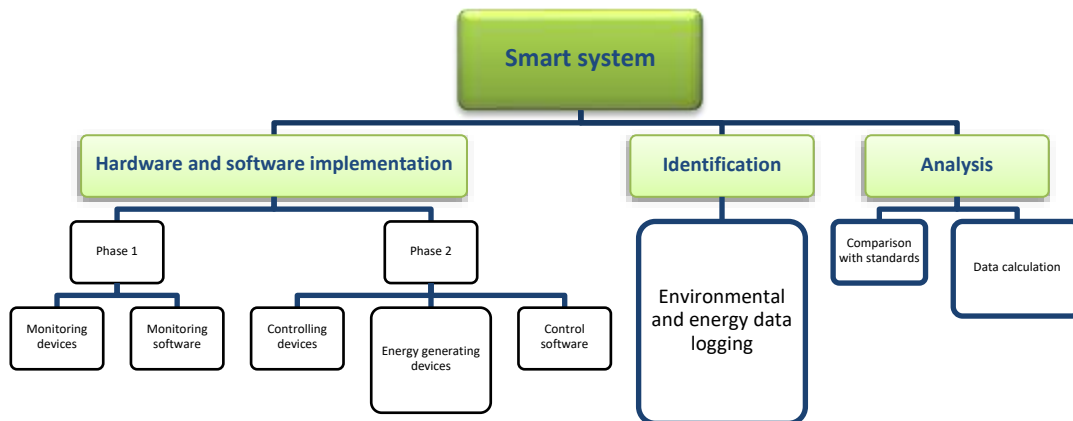 Smart system
Hardware and software implementation
Identification
Analysis
Phase 1
Phase 2
Comparison
with standards
Data calculation
Environmental
and energy data
logging
Monitoring
devices
Monitoring
software
Controlling
devices
Energy generating
devices
Control
software